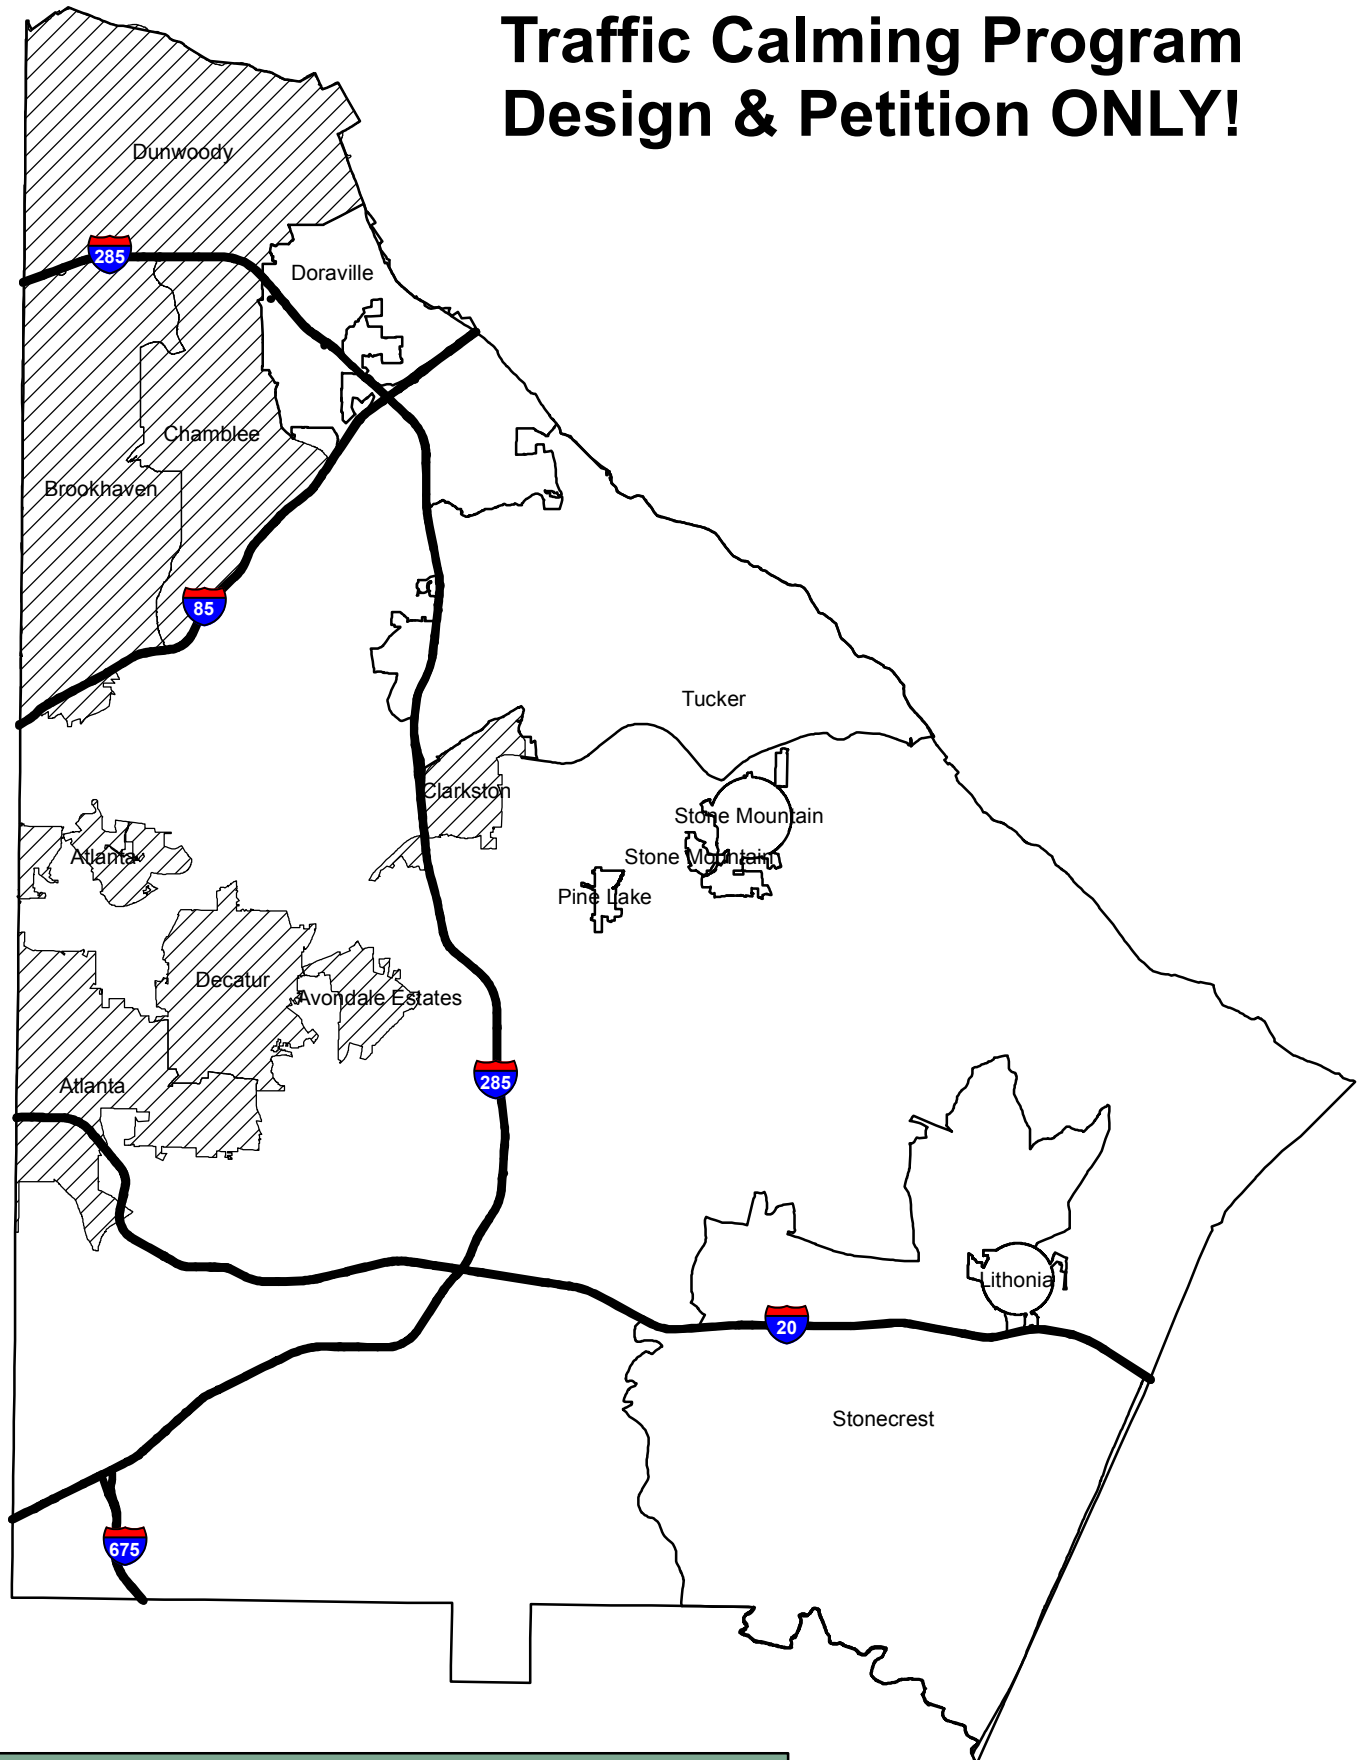 Traffic Calming Program
Design & Petition ONLY!
Dunwoody
285
Doraville
Chamblee
Brookhaven
85
Tucker
Clarkston
Stone Mountain
Atlanta
Stone Mountain
Pine Lake
Decatur
Avondale Estates
285
Atlanta
Lithonia
20
Stonecrest
675